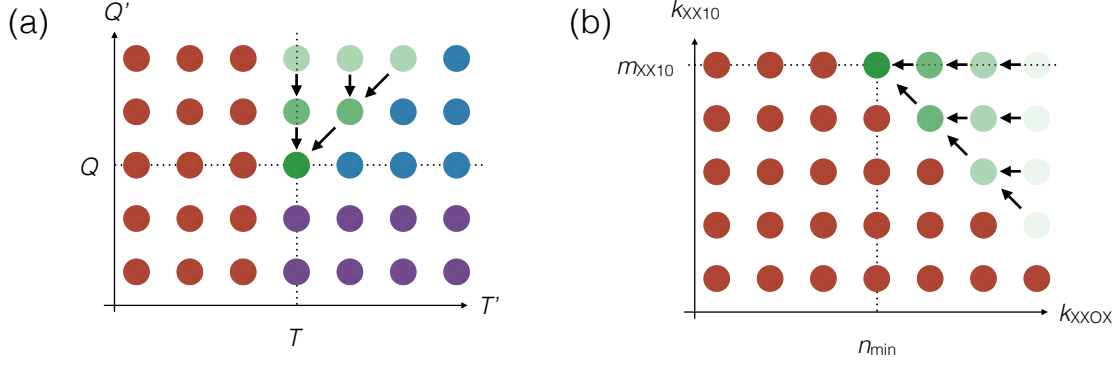 (a)
Q'
Q
T'
T
(b)
kXX10
mXX10
kXXOX
nmin